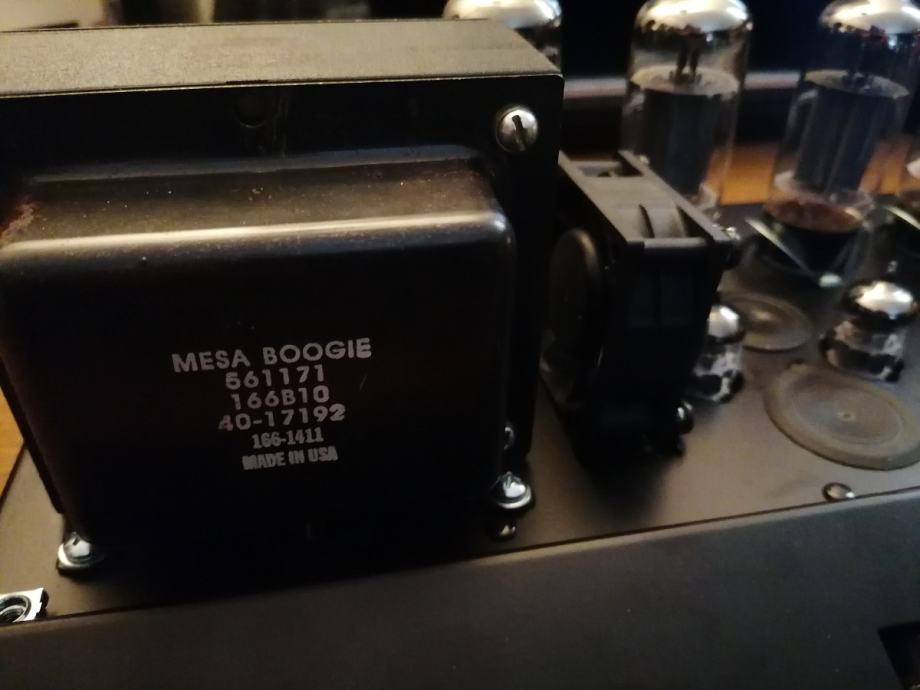 MESA BOOGIE
561171
166B10
40-17192
166-1411
MADE IN USA